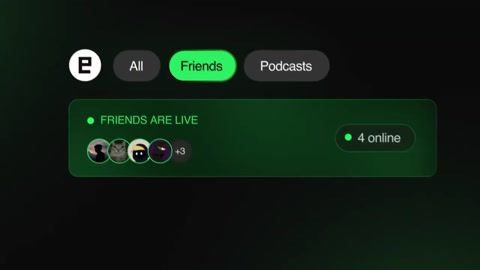 e
All
Friends
Podcasts
FRIENDS ARE LIVE
+3
4 online